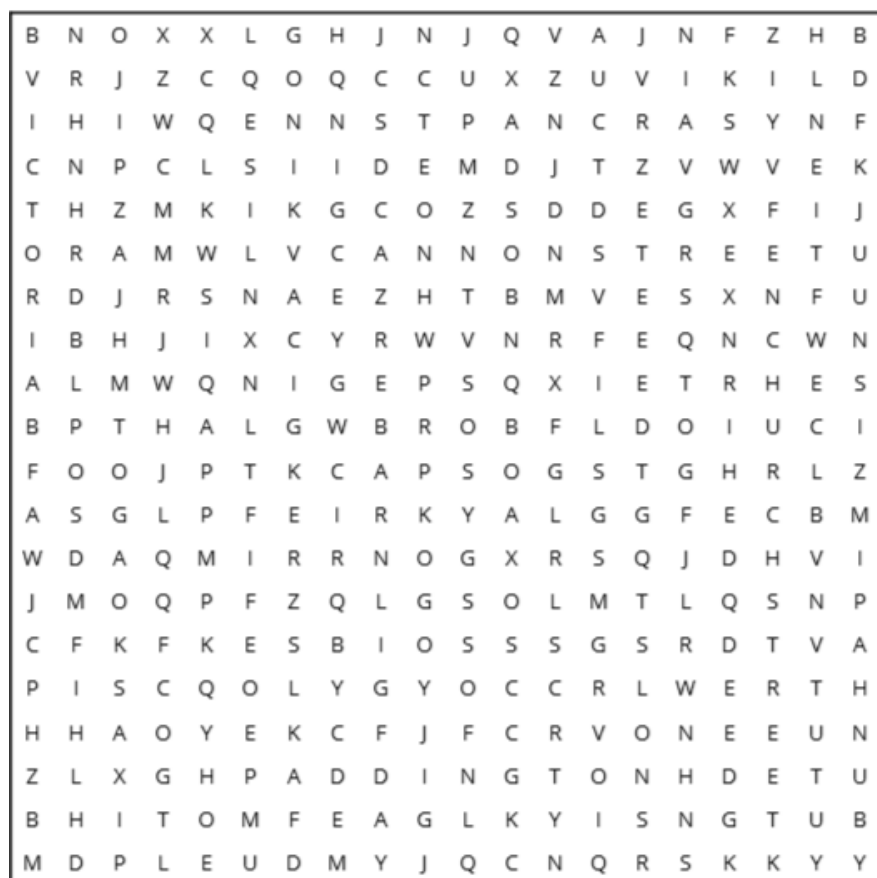 B N O X X L G H J N J Q V A J N F Z H B
V R J Z C Q O Q C C U X Z U V I K I L D
I H I W Q E N N S T P A N C R A S Y N F
C N P C L S I I D E M D J T Z V W V E K
T H Z M K I K G C O Z S D D E G X F I J
O R A M W L V C A N N O N S T R E E T U
R D J R S N A E Z H T B M V E S X N F U
I B H J I X C Y R W V N R F E Q N C W N
A L M W Q N I G E P S Q X I E T R H E S
B P T H A L G W B R O B F L D O I U C I
F O O J P T K C A P S O G S T G H R L Z
A S G L P F E I R K Y A L G G F E C B M
W D A Q M I R R N O G X R S Q J D H V I
J M O Q P F Z Q L G S O L M T L Q S N P
C F K F K E S B I O S S S G S R D T V A
P I S C Q O L Y G Y O C C R L W E R T H
H H A O Y E K C F J F C R V O N E E U N
Z L X G H P A D D I N G T O N H D E T U
B H I T O M F E A G L K Y I S N G T U B
M D P L E U D M Y J Q C N Q R S K K Y Y